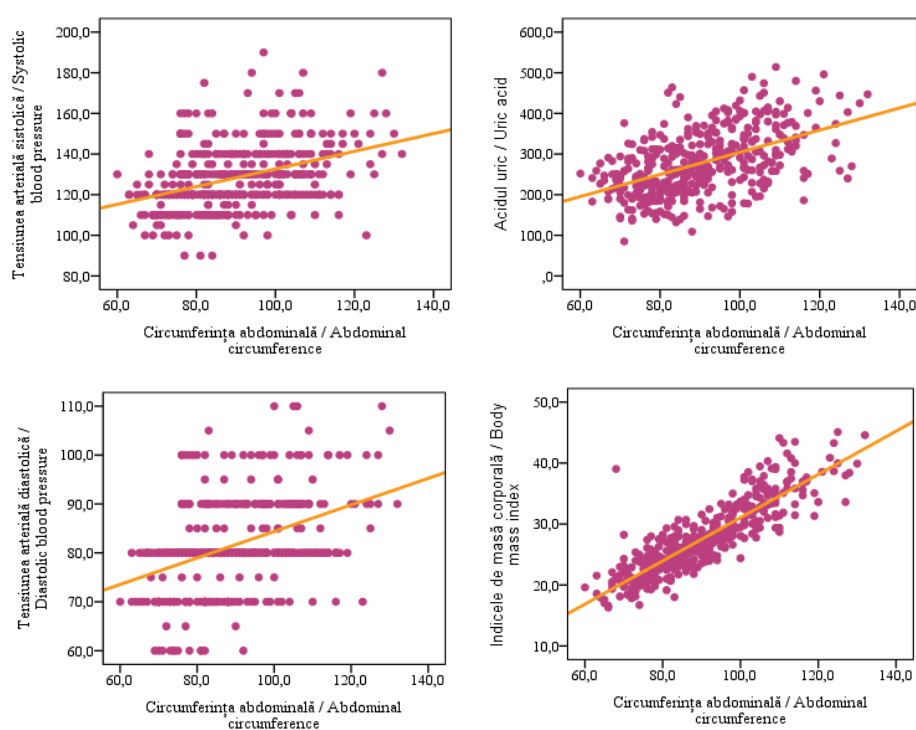 Tensiunea arterială sistolică / Systolic
blood pressure
200,0
180,0
160,0
140,0
120,0
100,0
80,0
60,0 80,0 100,0 120,0 140,0
Circumferința abdominală / Abdominal
circumference
Acidul uric / Uric acid
600,0
500,0
400,0
300,0
200,0
100,0
,0
60,0 80,0 100,0 120,0 140,0
Circumferința abdominală / Abdominal
circumference
Tensiunea arterială diastolică /
Diastolic blood pressure
110,0
100,0
90,0
80,0
70,0
60,0
60,0 80,0 100,0 120,0 140,0
Circumferința abdominală / Abdominal
circumference
Indicele de masă corporală / Body
mass index
50,0
40,0
30,0
20,0
10,0
60,0 80,0 100,0 120,0 140,0
Circumferința abdominală / Abdominal
circumference